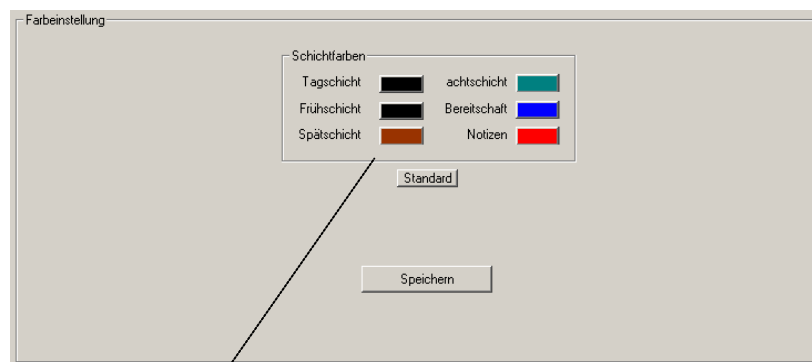 Farbeinstellung
Schichtfarben
Tagschicht achtschicht
Frühschicht Bereitschaft
Spätschicht Notizen
Standard
Speichern